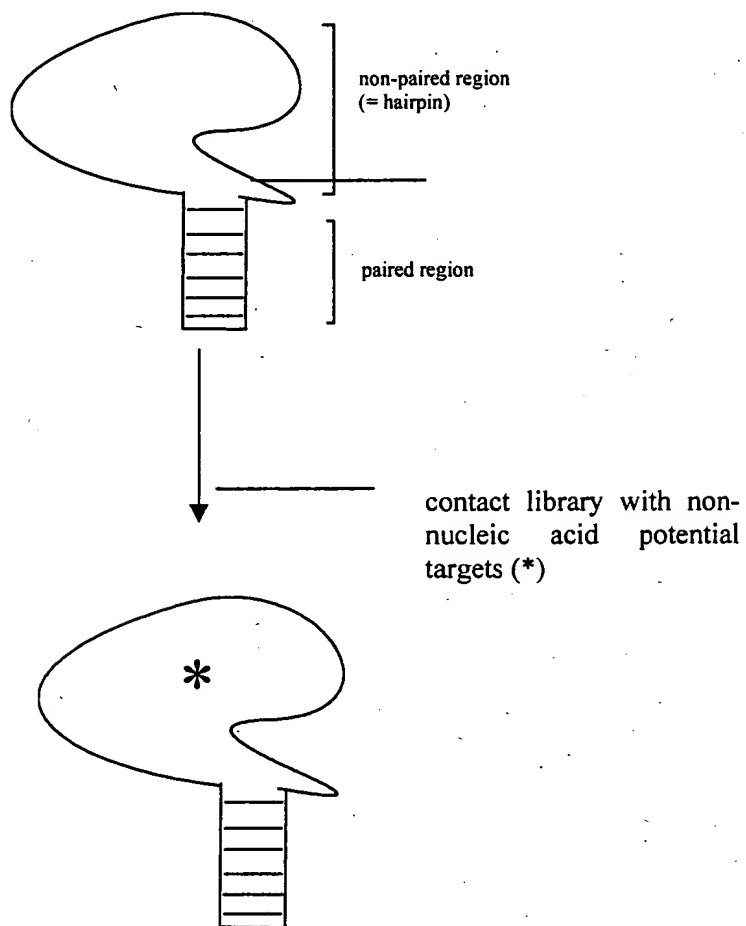 non-paired region
(= hairpin)
paired region
contact library with non-
nucleic acid potential
targets (*)
*